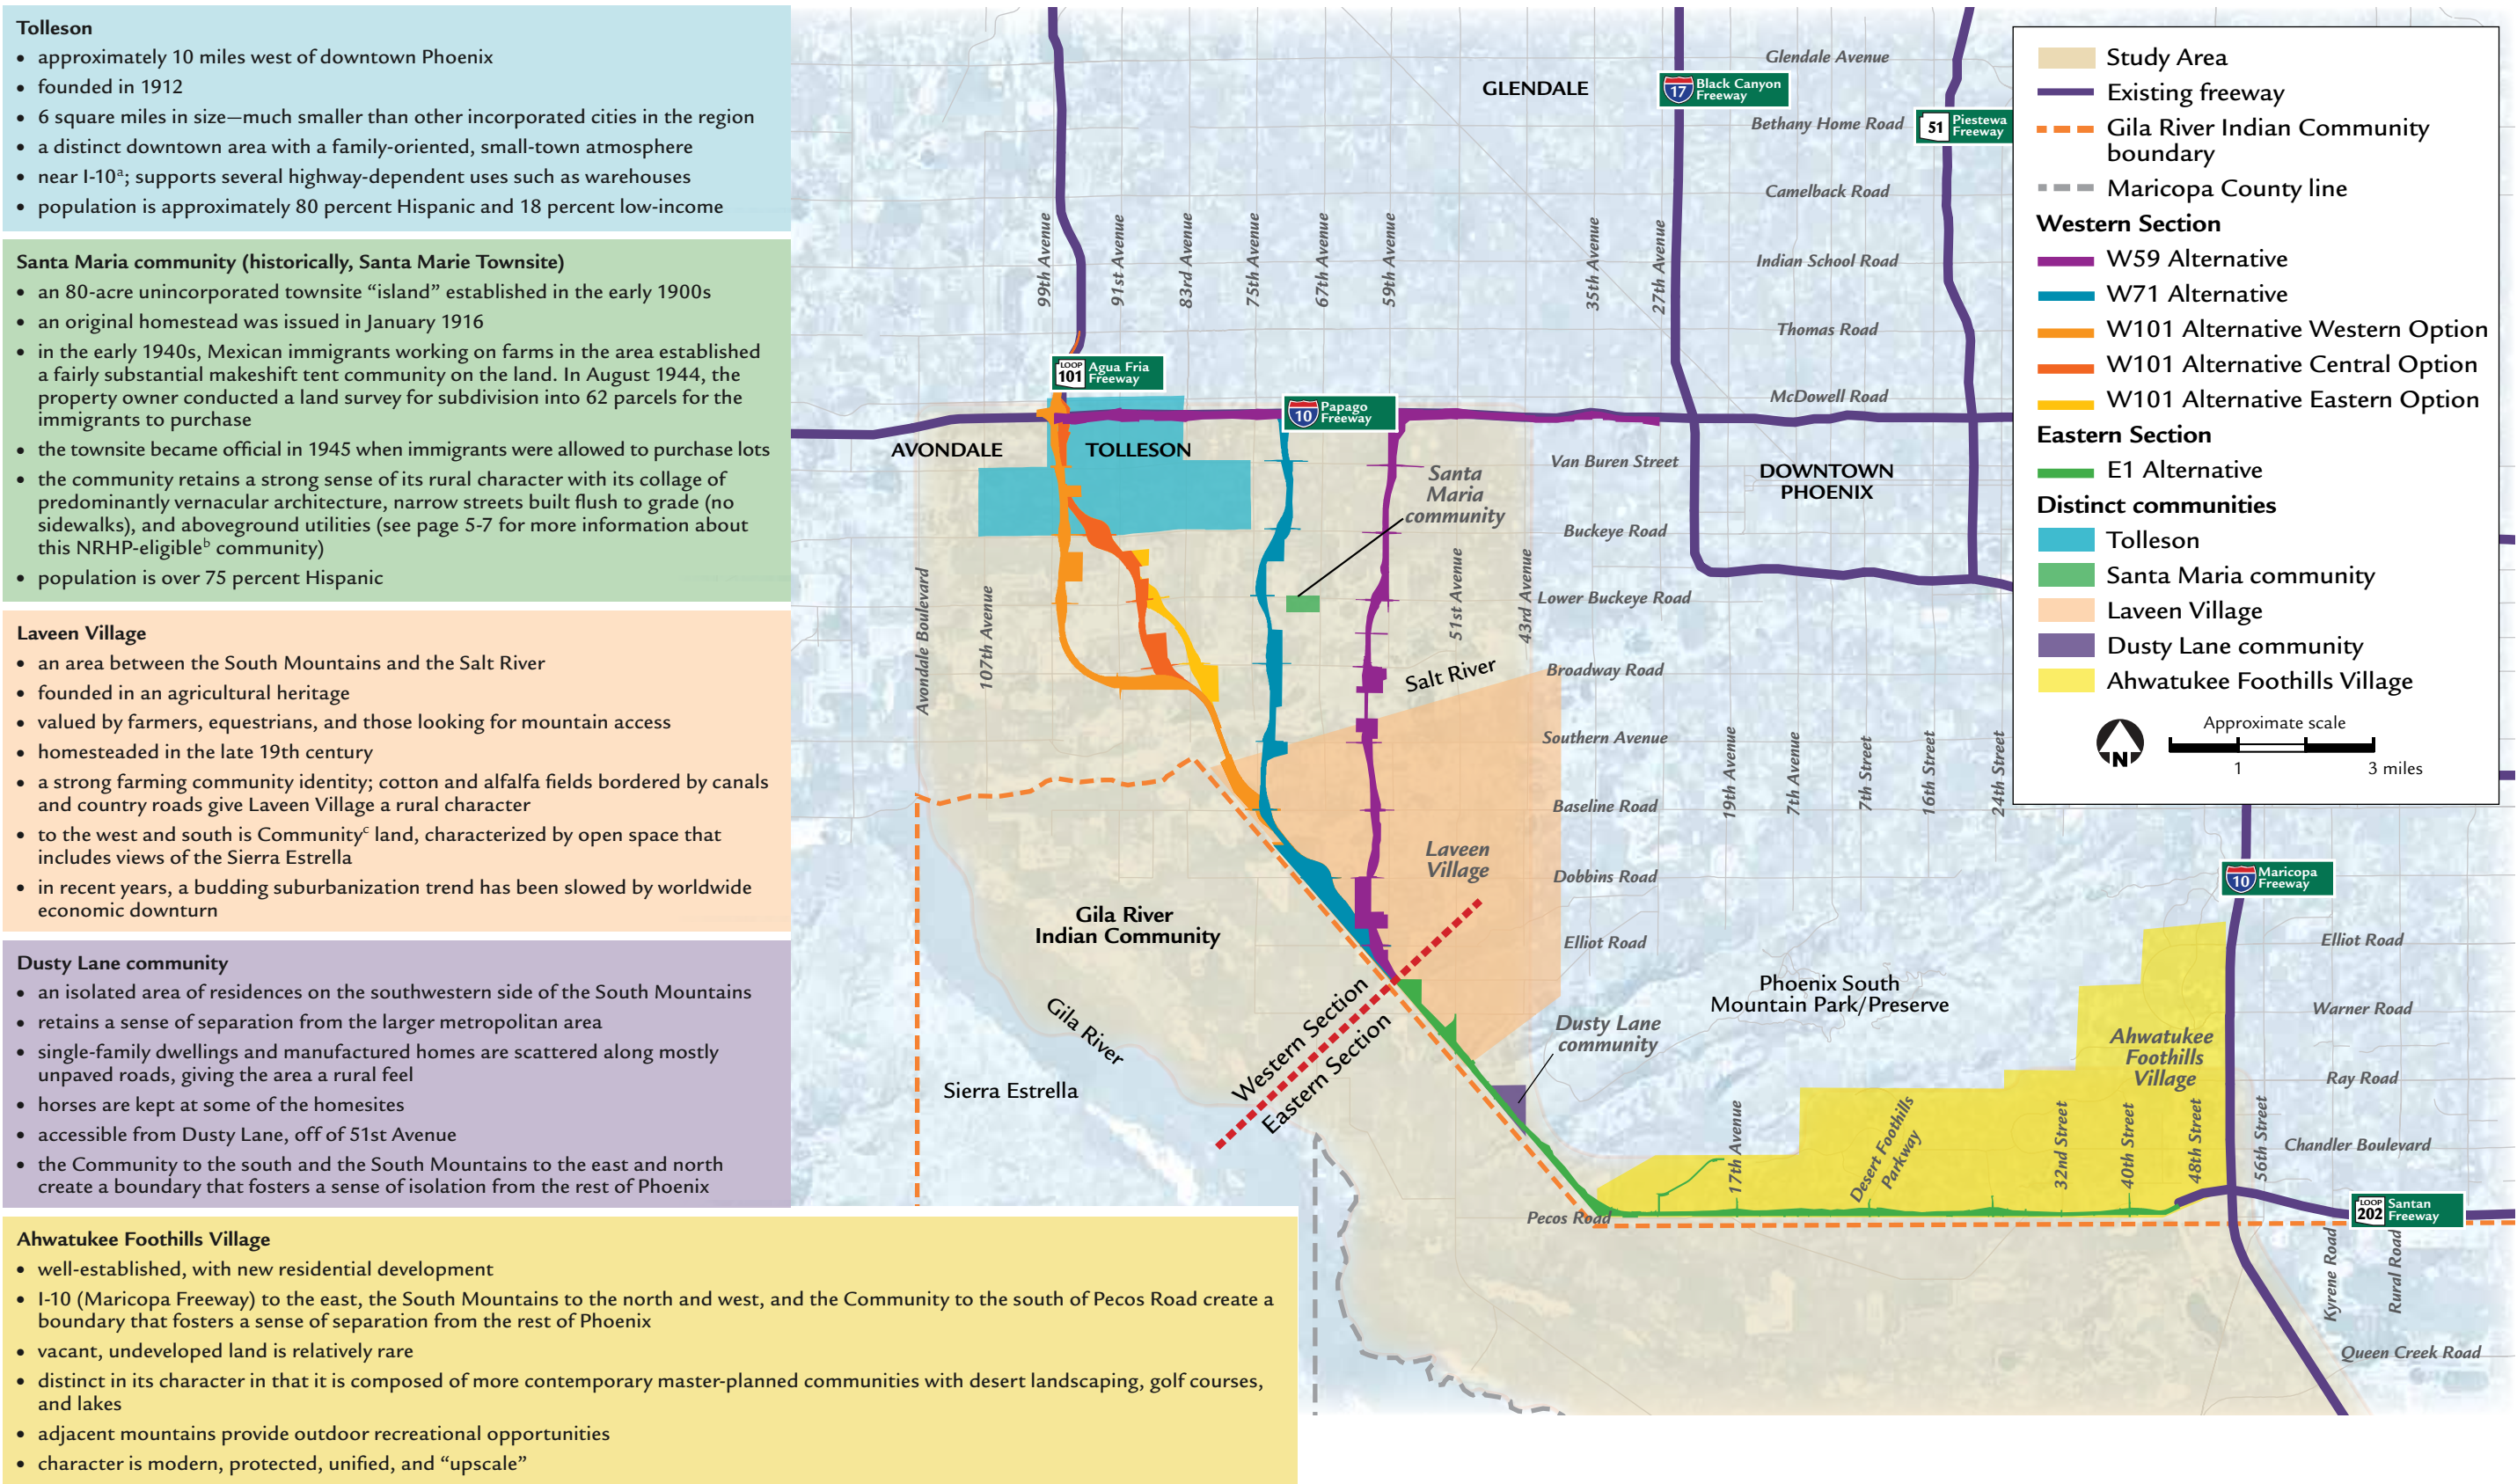 Tolleson
• approximately 10 miles west of downtown Phoenix
• founded in 1912
• 6 square miles in size—much smaller than other incorporated cities in the region
• a distinct downtown area with a family-oriented, small-town atmosphere
• near I-10ᵃ; supports several highway-dependent uses such as warehouses
• population is approximately 80 percent Hispanic and 18 percent low-income
Santa Maria community (historically, Santa Marie Townsite)
• an 80-acre unincorporated townsite “island” established in the early 1900s
• an original homestead was issued in January 1916
• in the early 1940s, Mexican immigrants working on farms in the area established
a fairly substantial makeshift tent community on the land. In August 1944, the
property owner conducted a land survey for subdivision into 62 parcels for the
immigrants to purchase
• the townsite became official in 1945 when immigrants were allowed to purchase lots
• the community retains a strong sense of its rural character with its collage of
predominantly vernacular architecture, narrow streets built flush to grade (no
sidewalks), and aboveground utilities (see page 5-7 for more information about
this NRHP-eligibleᵇ community)
• population is over 75 percent Hispanic
Laveen Village
• an area between the South Mountains and the Salt River
• founded in an agricultural heritage
• valued by farmers, equestrians, and those looking for mountain access
• homesteaded in the late 19th century
• a strong farming community identity; cotton and alfalfa fields bordered by canals
and country roads give Laveen Village a rural character
• to the west and south is Communityᶜ land, characterized by open space that
includes views of the Sierra Estrella
• in recent years, a budding suburbanization trend has been slowed by worldwide
economic downturn
Dusty Lane community
• an isolated area of residences on the southwestern side of the South Mountains
• retains a sense of separation from the larger metropolitan area
• single-family dwellings and manufactured homes are scattered along mostly
unpaved roads, giving the area a rural feel
• horses are kept at some of the homesites
• accessible from Dusty Lane, off of 51st Avenue
• the Community to the south and the South Mountains to the east and north
create a boundary that fosters a sense of isolation from the rest of Phoenix
Ahwatukee Foothills Village
• well-established, with new residential development
• I-10 (Maricopa Freeway) to the east, the South Mountains to the north and west, and the Community to the south of Pecos Road create a
boundary that fosters a sense of separation from the rest of Phoenix
• vacant, undeveloped land is relatively rare
• distinct in its character in that it is composed of more contemporary master-planned communities with desert landscaping, golf courses,
and lakes
• adjacent mountains provide outdoor recreational opportunities
• character is modern, protected, unified, and “upscale”
GLENDALE
17 Black Canyon
Freeway
Glendale Avenue
Bethany Home Road
51 Piestewa
Freeway
Camelback Road
Indian School Road
Thomas Road
McDowell Road
99th Avenue
91st Avenue
83rd Avenue
75th Avenue
67th Avenue
59th Avenue
35th Avenue
27th Avenue
LOOP
101 Agua Fria
Freeway
10 Papago
Freeway
AVONDALE
TOLLESON
Santa
Maria
community
Van Buren Street
DOWNTOWN
PHOENIX
Buckeye Road
Lower Buckeye Road
Avondale Boulevard
107th Avenue
51st Avenue
43rd Avenue
Salt River
Broadway Road
Southern Avenue
Baseline Road
19th Avenue
7th Avenue
7th Street
16th Street
24th Street
Laveen
Village
Dobbins Road
10 Maricopa
Freeway
Gila River
Indian Community
Elliot Road
Elliot Road
Phoenix South
Mountain Park/Preserve
Gila River
Western Section
Eastern Section
Dusty Lane
community
Warner Road
Ahwatukee
Foothills
Village
Ray Road
Sierra Estrella
17th Avenue
Desert Foothills
Parkway
32nd Street
40th Street
48th Street
56th Street
Chandler Boulevard
Pecos Road
LOOP
202 Santan
Freeway
Kyrene Road
Rural Road
Queen Creek Road
Study Area
Existing freeway
Gila River Indian Community
boundary
Maricopa County line
Western Section
W59 Alternative
W71 Alternative
W101 Alternative Western Option
W101 Alternative Central Option
W101 Alternative Eastern Option
Eastern Section
E1 Alternative
Distinct communities
Tolleson
Santa Maria community
Laveen Village
Dusty Lane community
Ahwatukee Foothills Village
N
Approximate scale
1 3 miles